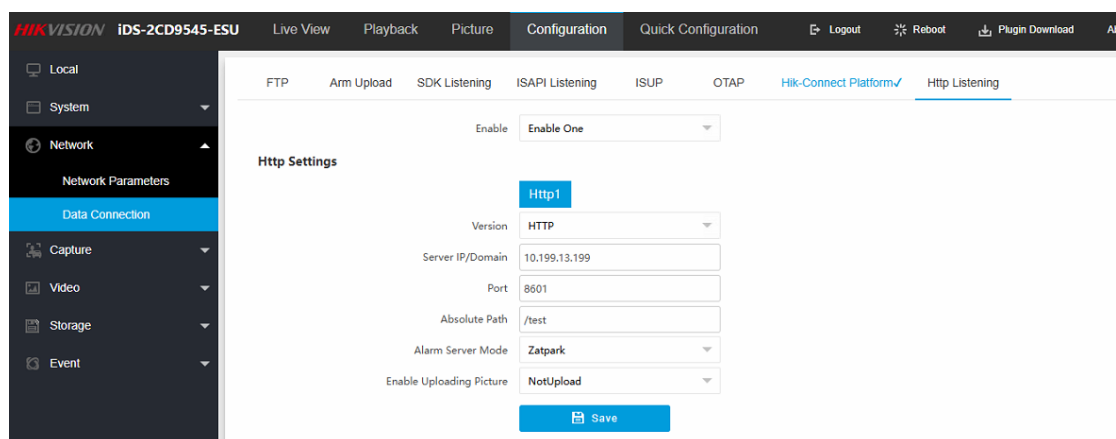 HIKVISION iDS-2CD9545-ESU Live View Playback Picture Configuration Quick Configuration Logout Reboot Plugin Download
Local
System
Network
Network Parameters
Data Connection
Capture
Video
Storage
Event
FTP Arm Upload SDK Listening ISAPI Listening ISUP OTAP Hik-Connect Platform✓ Http Listening
Enable Enable One
Http Settings
Http1
Version HTTP
Server IP/Domain 10.199.13.199
Port 8601
Absolute Path /test
Alarm Server Mode Zatpark
Enable Uploading Picture NotUpload
Save